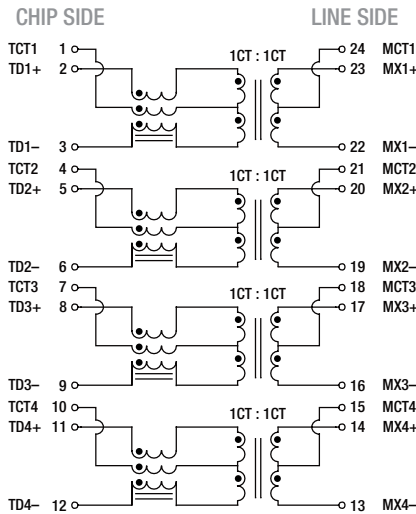 CHIP SIDE LINE SIDE
TCT1 1 24 MCT1
1CT : 1CT
TD1+ 2 23 MX1+
TD1– 3 22 MX1–
TCT2 4 21 MCT2
1CT : 1CT
TD2+ 5 20 MX2+
TD2– 6 19 MX2–
TCT3 7 18 MCT3
1CT : 1CT
TD3+ 8 17 MX3+
TD3– 9 16 MX3–
TCT4 10 15 MCT4
1CT : 1CT
TD4+ 11 14 MX4+
TD4– 12 13 MX4–